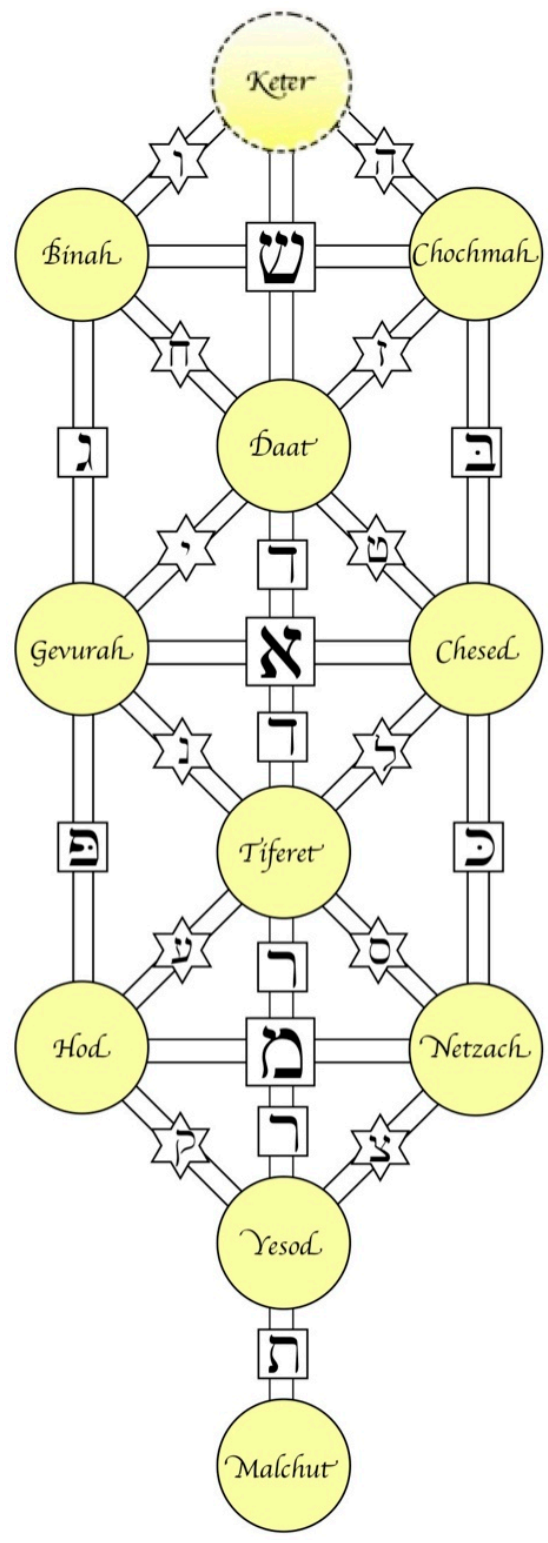 Keter
ו
ה
Binah
ש
Chochmah
ח
ז
Daat
ג
בּ
י
ט
ד
Gevurah
א
Chesed
ד
נ
ל
Tiferet
פּ
כּ
ע
ס
ר
Hod
מ
Netzach
ר
ק
צ
Yesod
ת
Malchut